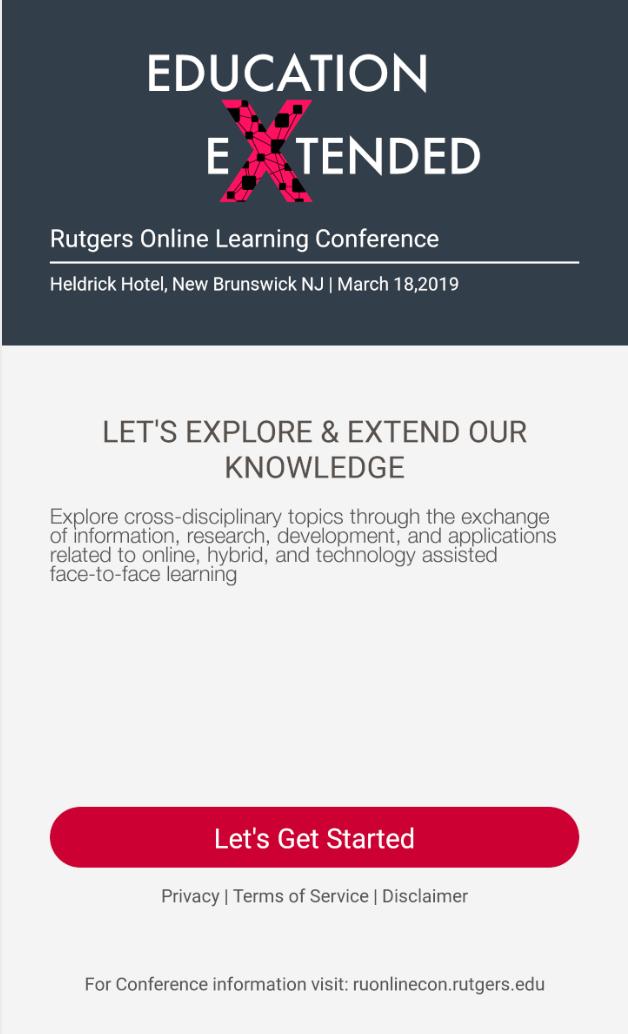 EDUCATION
EXTENDED
Rutgers Online Learning Conference
Heldrick Hotel, New Brunswick NJ | March 18,2019
LET'S EXPLORE & EXTEND OUR
KNOWLEDGE
Explore cross-disciplinary topics through the exchange
of information, research, development, and applications
related to online, hybrid, and technology assisted
face-to-face learning
Let's Get Started
Privacy | Terms of Service | Disclaimer
For Conference information visit: ruonlinecon.rutgers.edu